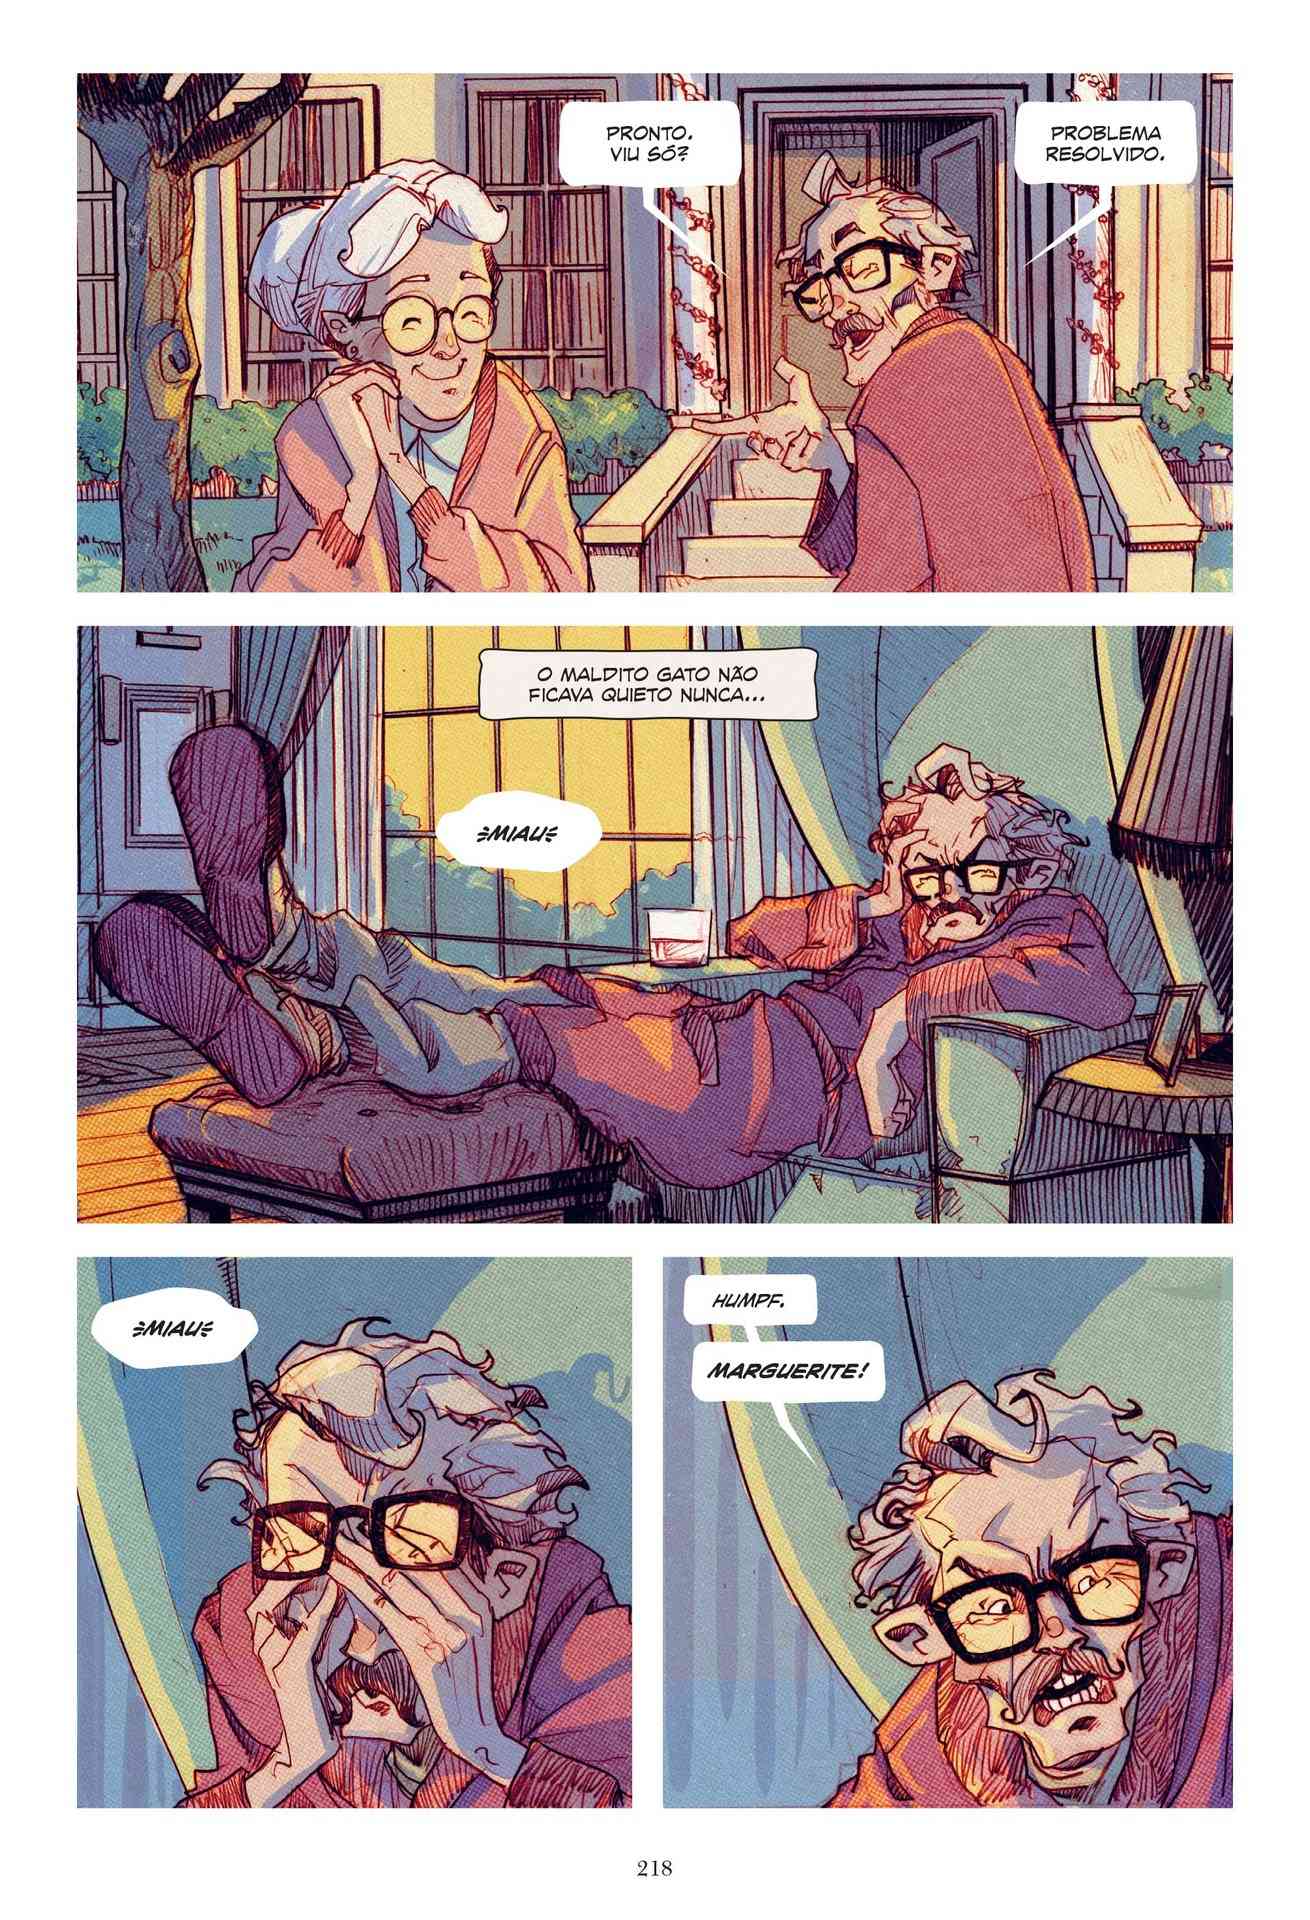 PRONTO.
VIU SÓ?
PROBLEMA
RESOLVIDO.
O MALDITO GATO NÃO
FICAVA QUIETO NUNCA...
MIAU
MIAU
HUMPF.
MARGUERITE!
218